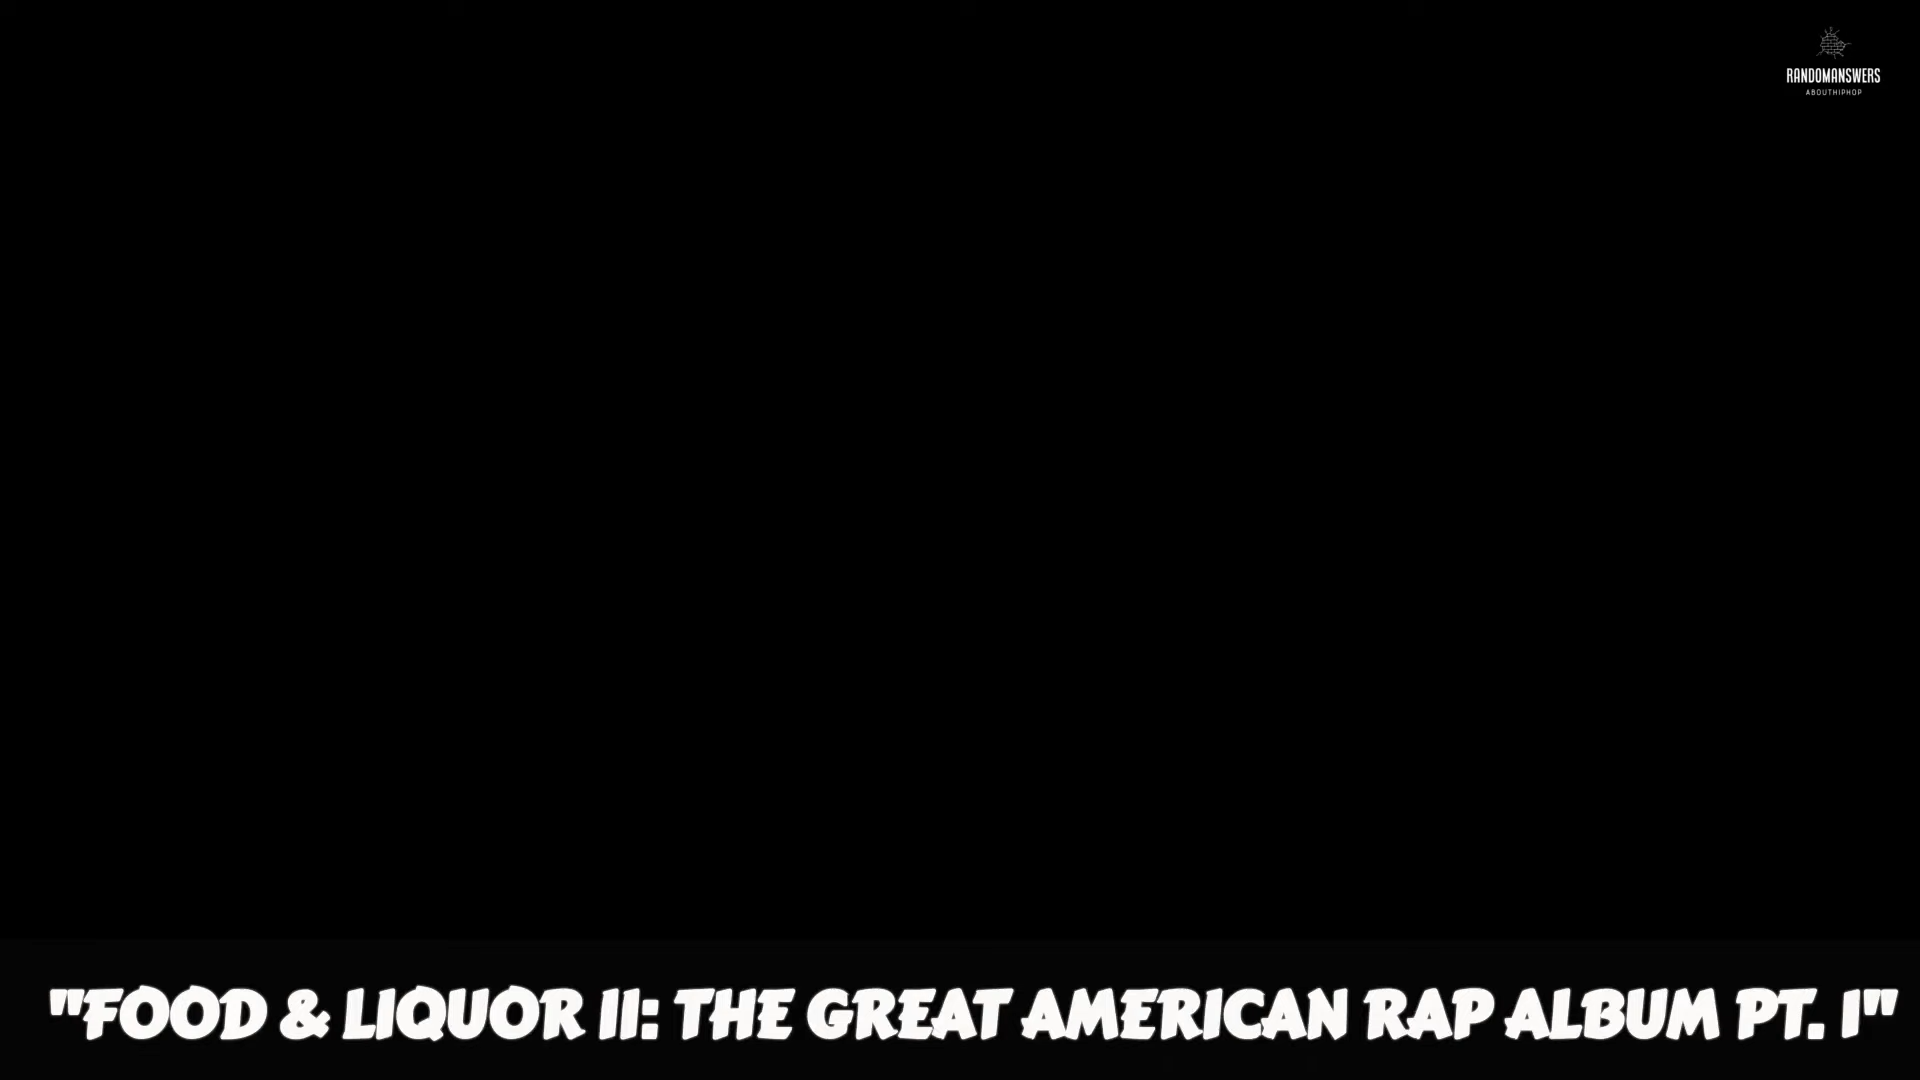 RANDOMANSWERS
ABOUTHIPHOP
"FOOD & LIQUOR II: THE GREAT AMERICAN RAP ALBUM PT. I"